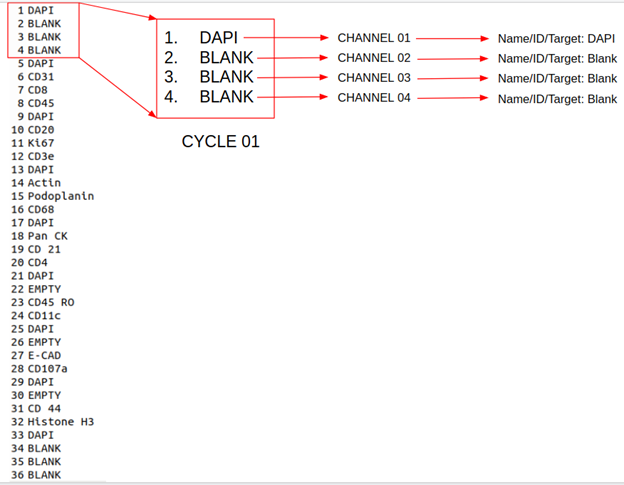 1 DAPI
2 BLANK
3 BLANK
4 BLANK
5 DAPI
6 CD31
7 CD8
8 CD45
9 DAPI
10 CD20
11 Ki67
12 CD3e
13 DAPI
14 Actin
15 Podoplanin
16 CD68
17 DAPI
18 Pan CK
19 CD 21
20 CD4
21 DAPI
22 EMPTY
23 CD45 RO
24 CD11c
25 DAPI
26 EMPTY
27 E-CAD
28 CD107a
29 DAPI
30 EMPTY
31 CD 44
32 Histone H3
33 DAPI
34 BLANK
35 BLANK
36 BLANK
1. DAPI CHANNEL 01 Name/ID/Target: DAPI
2. BLANK CHANNEL 02 Name/ID/Target: Blank
3. BLANK CHANNEL 03 Name/ID/Target: Blank
4. BLANK CHANNEL 04 Name/ID/Target: Blank
CYCLE 01